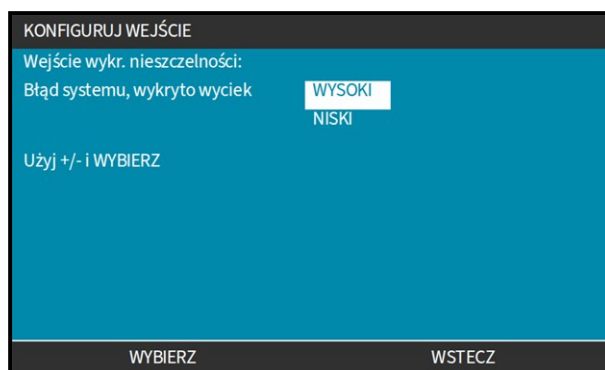 KONFIGURUJ WEJŚCIE
Wejście wykr. nieszczelności:
Błąd systemu, wykryto wyciek WYSOKI
NISKI
Użyj +/- i WYBIERZ
WYBIERZ WSTECZ